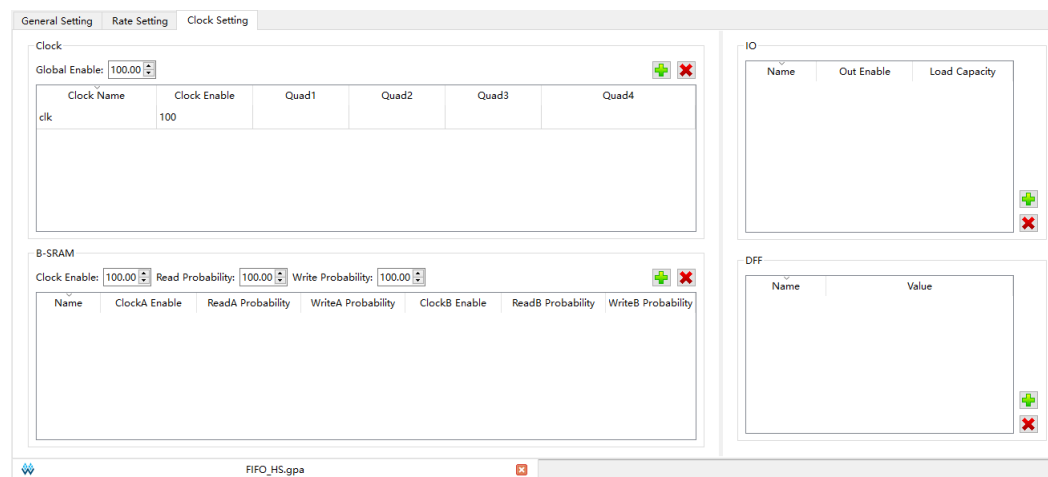 General Setting Rate Setting Clock Setting
Clock
Global Enable: 100.00
Clock Name Clock Enable Quad1 Quad2 Quad3 Quad4
clk 100
B-SRAM
Clock Enable: 100.00 Read Probability: 100.00 Write Probability: 100.00
Name ClockA Enable ReadA Probability WriteA Probability ClockB Enable ReadB Probability WriteB Probability
IO
Name Out Enable Load Capacity
DFF
Name Value
FIFO_HS.gpa